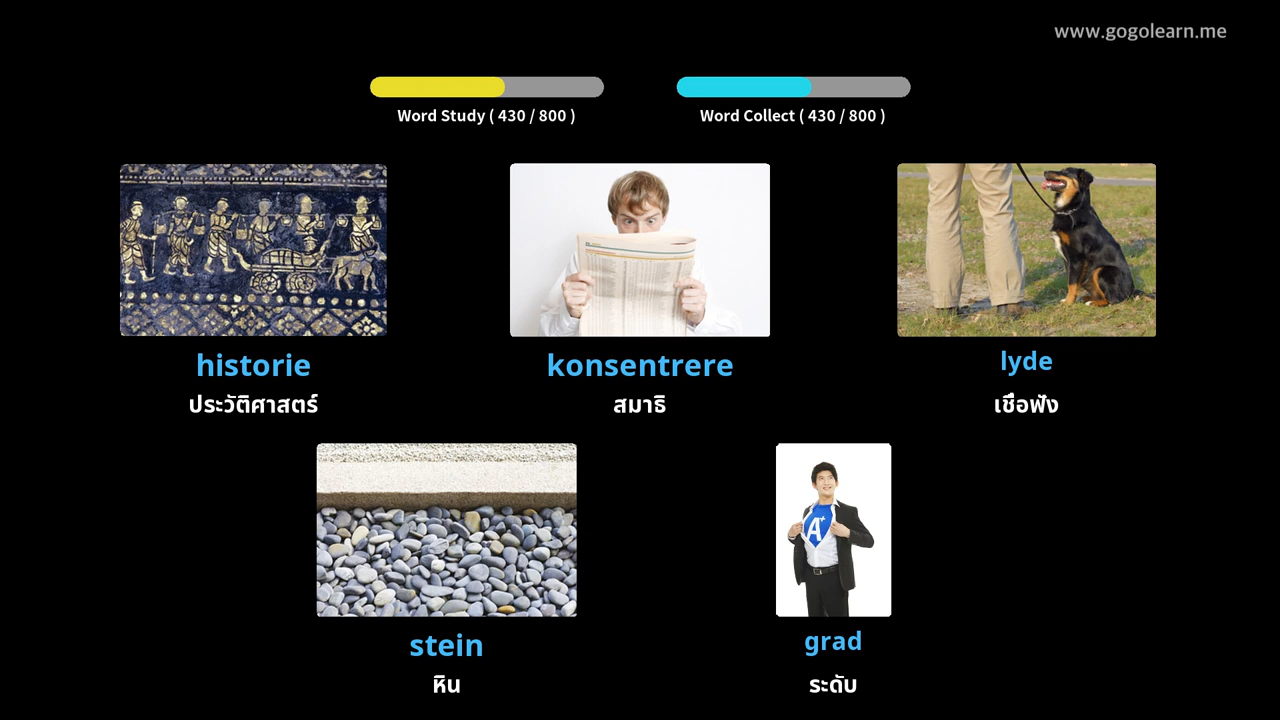 www.gogolearn.me
Word Study ( 430 / 800 )
Word Collect ( 430 / 800 )
historie
konsentrere
lyde
ประวัติศาสตร์
สมาธิ
เชื่อฟัง
A+
stein
grad
หิน
ระดับ